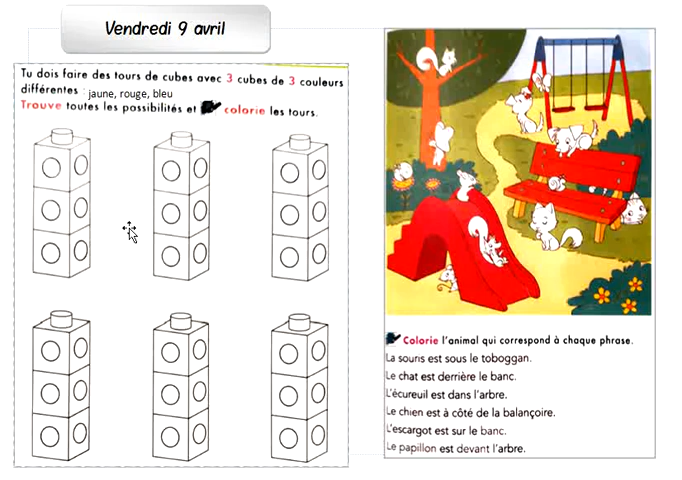 Vendredi 9 avril
Tu dois faire des tours de cubes avec 3 cubes de 3 couleurs
différentes : jaune, rouge, bleu
Trouve toutes les possibilités et colorie les tours.
Colorie l'animal qui correspond à chaque phrase.
La souris est sous le toboggan.
Le chat est derrière le banc.
L'écureuil est dans l'arbre.
Le chien est à côté de la balançoire.
L'escargot est sur le banc.
Le papillon est devant l'arbre.